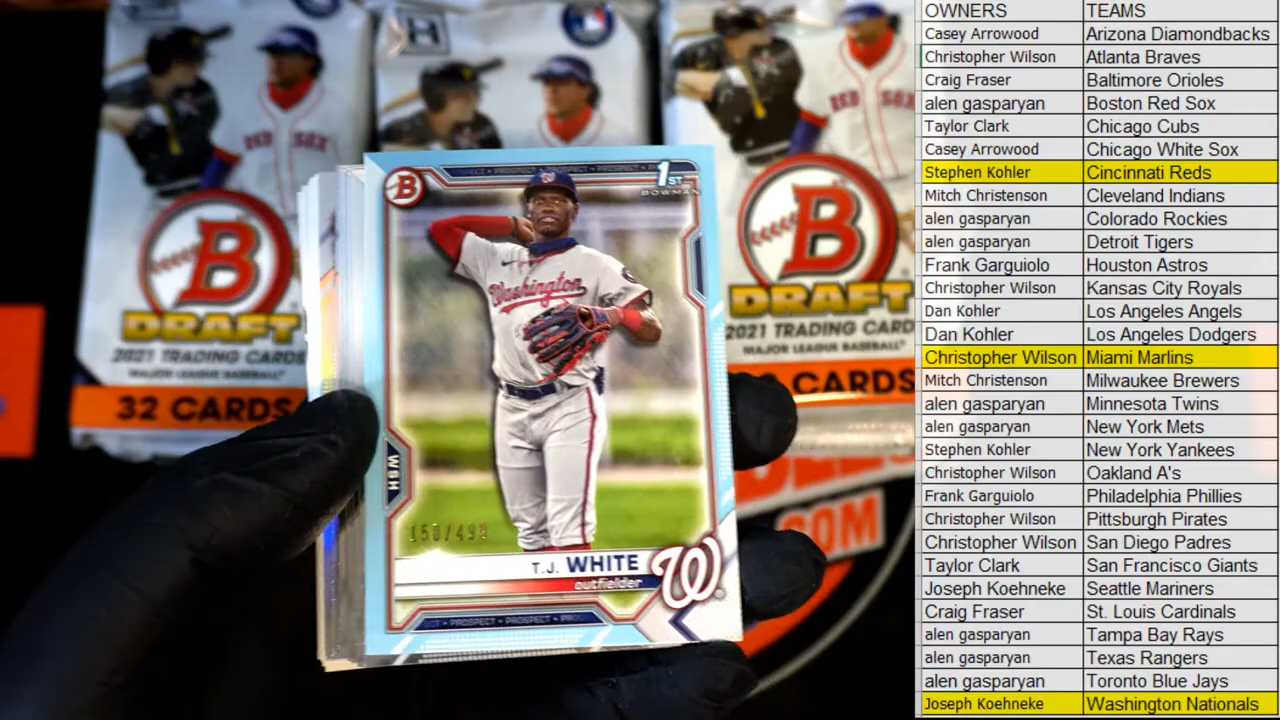 B
DRAFT
2021 TRADING CARDS
MAJOR LEAGUE BASEBALL
32 CARDS
RED SOX
B
DRAFT
2021 TRADING CARD
MAJOR LEAGUE BASEBALL
CARDS
B
PROSPECT PROSPECT
1ST
BOWMAN
Washington
WSH
T.J. WHITE
outfielder
W
PROSPECT PROSPECT
OWNERS TEAMS
Casey Arrowood Arizona Diamondbacks
Christopher Wilson Atlanta Braves
Craig Fraser Baltimore Orioles
alen gasparyan Boston Red Sox
Taylor Clark Chicago Cubs
Casey Arrowood Chicago White Sox
Stephen Kohler Cincinnati Reds
Mitch Christenson Cleveland Indians
alen gasparyan Colorado Rockies
alen gasparyan Detroit Tigers
Frank Garguiolo Houston Astros
Christopher Wilson Kansas City Royals
Dan Kohler Los Angeles Angels
Dan Kohler Los Angeles Dodgers
Christopher Wilson Miami Marlins
Mitch Christenson Milwaukee Brewers
alen gasparyan Minnesota Twins
alen gasparyan New York Mets
Stephen Kohler New York Yankees
Christopher Wilson Oakland A's
Frank Garguiolo Philadelphia Phillies
Christopher Wilson Pittsburgh Pirates
Christopher Wilson San Diego Padres
Taylor Clark San Francisco Giants
Joseph Koehneke Seattle Mariners
Craig Fraser St. Louis Cardinals
alen gasparyan Tampa Bay Rays
alen gasparyan Texas Rangers
alen gasparyan Toronto Blue Jays
Joseph Koehneke Washington Nationals